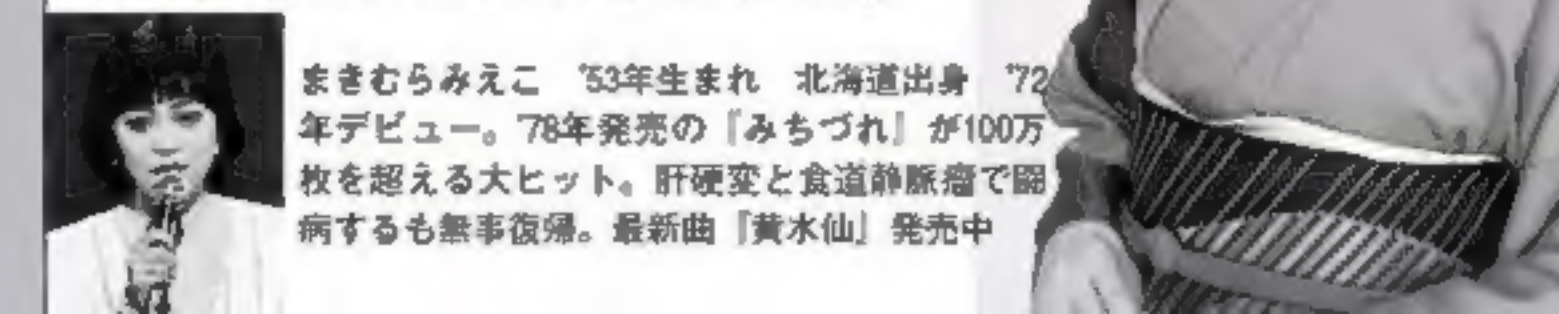 まきむらみえこ　'53年生まれ　北海道出身　'72
年デビュー。'78年発売の『みちづれ』が100万
枚を超える大ヒット。肝硬変と食道静脈瘤で闘
病するも無事復帰。最新曲『黄水仙』発売中